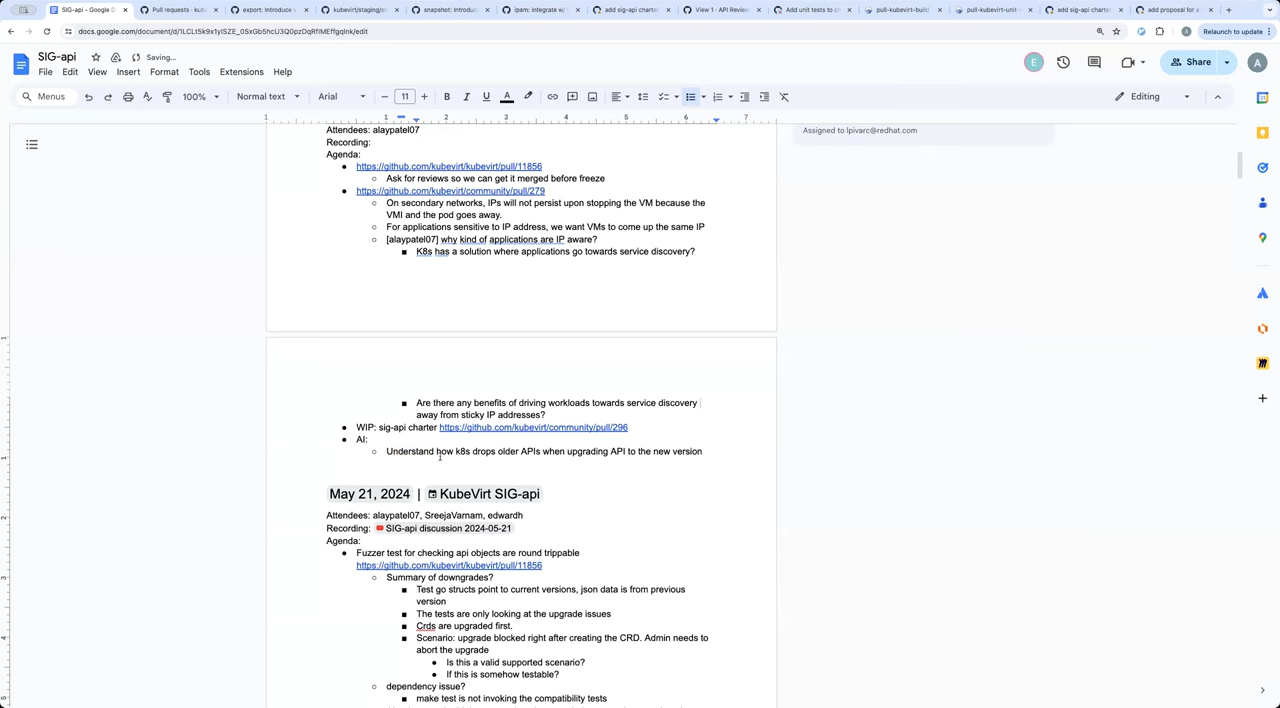 SIG-api - Google D
Pull requests · kube
export: Introduce v
kubevirt/staging/sr
snapshot: Introduc
ipam: integrate w/
add sig-api charter
View 1 · API Review
Add unit tests to ch
pull-kubevirt-build
pull-kubevirt-unit-
add sig-api charter
add proposal for a
docs.google.com/document/d/
Relaunch to update
SIG-api
Saving…
File Edit View Insert Format Tools Extensions Help
E
Share
A
Menus
100%
Normal text
Arial
11
Editing
1 1 2 3 4 5 6 7
Assigned to lpivarc@redhat.com
Attendees: alaypatel07
Recording:
Agenda:
https://github.com/kubevirt/kubevirt/pull/11856
Ask for reviews so we can get it merged before freeze
https://github.com/kubevirt/community/pull/279
On secondary networks, IPs will not persist upon stopping the VM because the
VMI and the pod goes away.
For applications sensitive to IP address, we want VMs to come up the same IP
[alaypatel07] why kind of applications are IP aware?
K8s has a solution where applications go towards service discovery?
Are there any benefits of driving workloads towards service discovery
away from sticky IP addresses?
WIP: sig-api charter https://github.com/kubevirt/community/pull/296
AI:
Understand how k8s drops older APIs when upgrading API to the new version
May 21, 2024 | KubeVirt SIG-api
Attendees: alaypatel07, SreejaVarnam, edwardh
Recording: SIG-api discussion 2024-05-21
Agenda:
Fuzzer test for checking api objects are round trippable
https://github.com/kubevirt/kubevirt/pull/11856
Summary of downgrades?
Test go structs point to current versions, json data is from previous
version
The tests are only looking at the upgrade issues
Crds are upgraded first.
Scenario: upgrade blocked right after creating the CRD. Admin needs to
abort the upgrade
Is this a valid supported scenario?
If this is somehow testable?
dependency issue?
make test is not invoking the compatibility tests